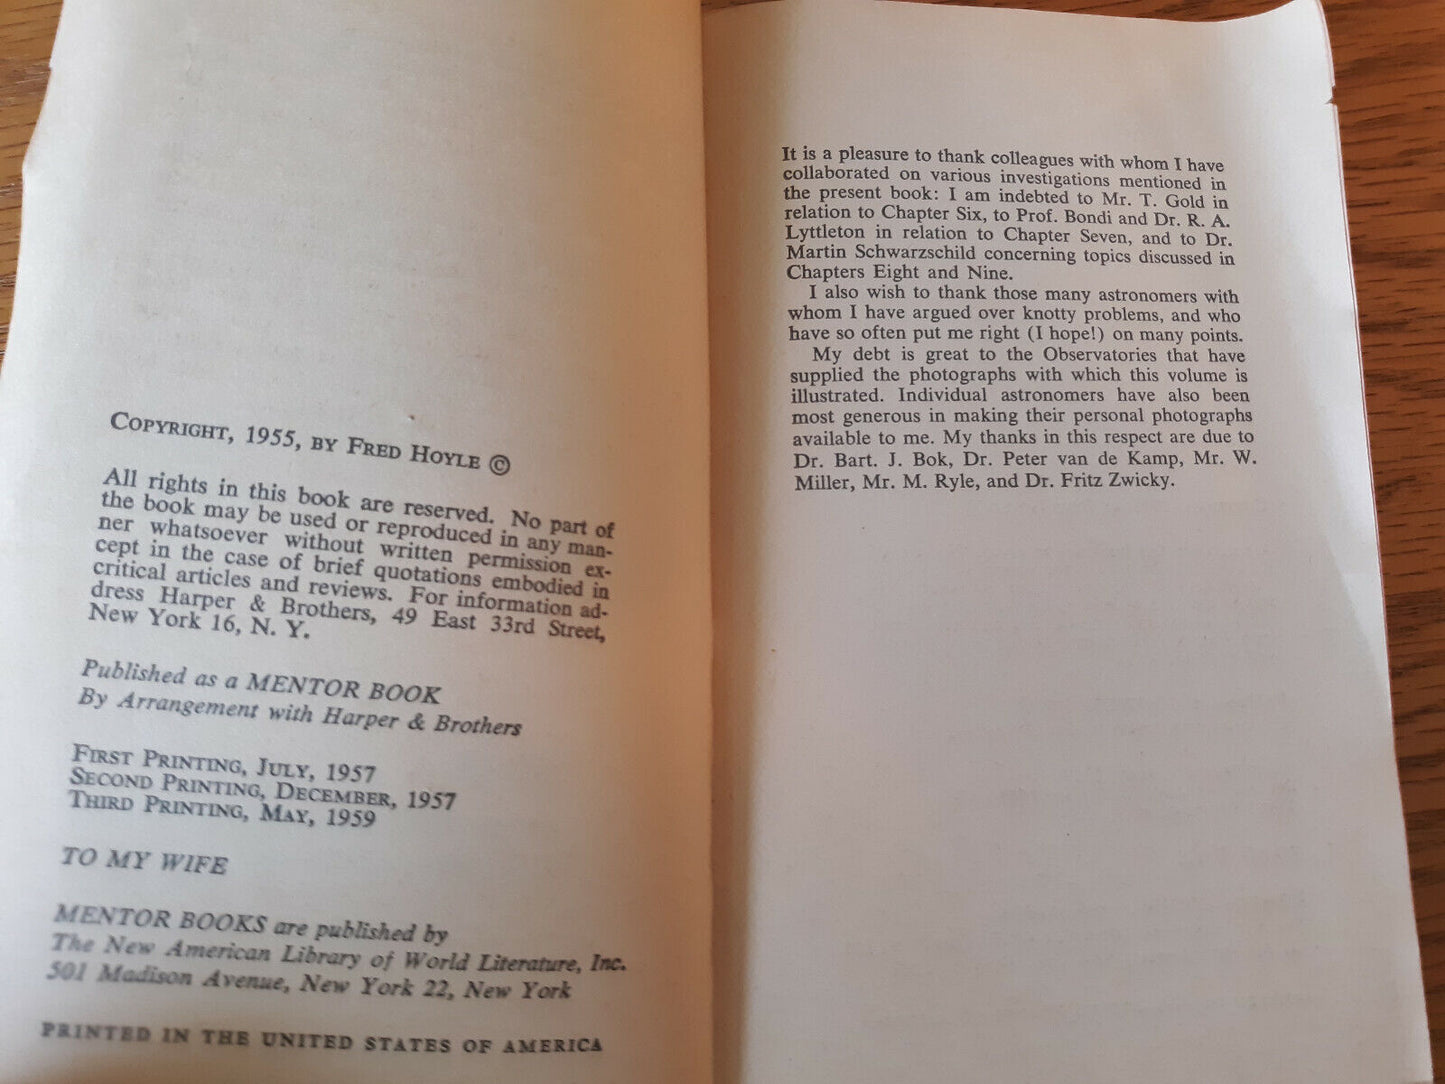 COPYRIGHT, 1955, BY FRED HOYLE ©
All rights in this book are reserved. No part of
the book may be used or reproduced in any man-
ner whatsoever without written permission ex-
cept in the case of brief quotations embodied in
critical articles and reviews. For information ad-
dress Harper & Brothers, 49 East 33rd Street,
New York 16, N. Y.
Published as a MENTOR BOOK
By Arrangement with Harper & Brothers
FIRST PRINTING, JULY, 1957
SECOND PRINTING, DECEMBER, 1957
THIRD PRINTING, MAY, 1959
TO MY WIFE
MENTOR BOOKS are published by
The New American Library of World Literature, Inc.
501 Madison Avenue, New York 22, New York
PRINTED IN THE UNITED STATES OF AMERICA
It is a pleasure to thank colleagues with whom I have
collaborated on various investigations mentioned in
the present book: I am indebted to Mr. T. Gold in
relation to Chapter Six, to Prof. Bondi and Dr. R. A.
Lyttleton in relation to Chapter Seven, and to Dr.
Martin Schwarzschild concerning topics discussed in
Chapters Eight and Nine.
I also wish to thank those many astronomers with
whom I have argued over knotty problems, and who
have so often put me right (I hope!) on many points.
My debt is great to the Observatories that have
supplied the photographs with which this volume is
illustrated. Individual astronomers have also been
most generous in making their personal photographs
available to me. My thanks in this respect are due to
Dr. Bart. J. Bok, Dr. Peter van de Kamp, Mr. W.
Miller, Mr. M. Ryle, and Dr. Fritz Zwicky.